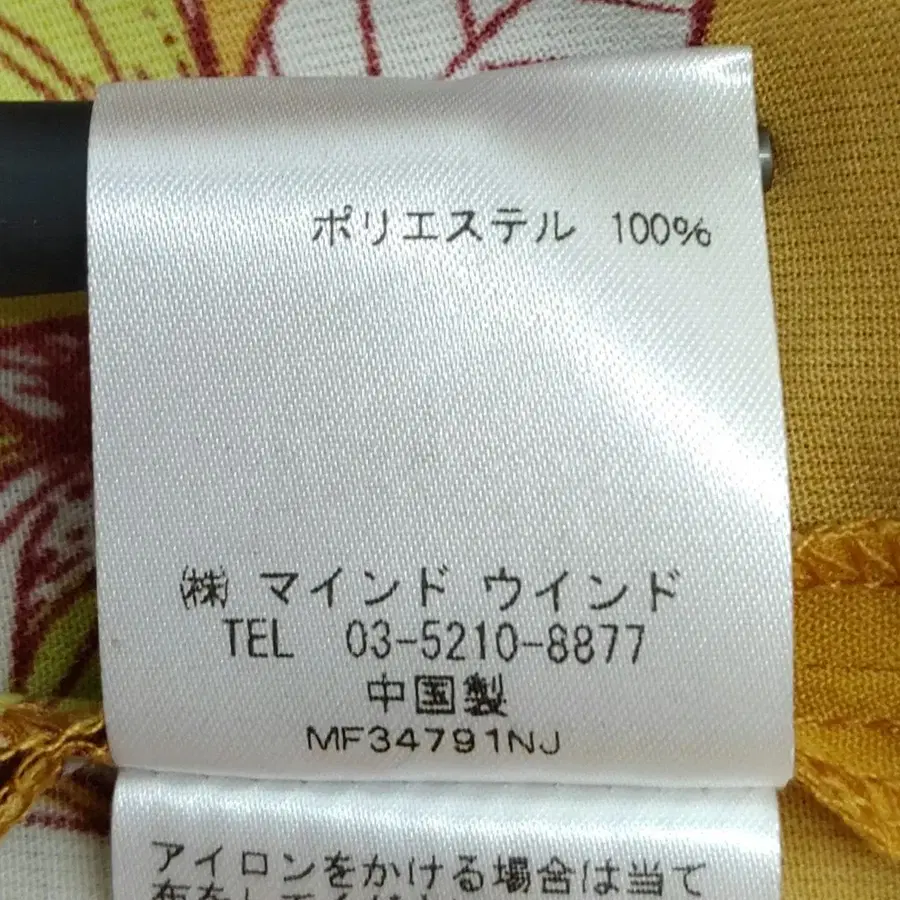 ポリエステル 100%
㈱ マインド ウインド
TEL 03-5210-8877
中国製
MF34791NJ
アイロンをかける場合は当て